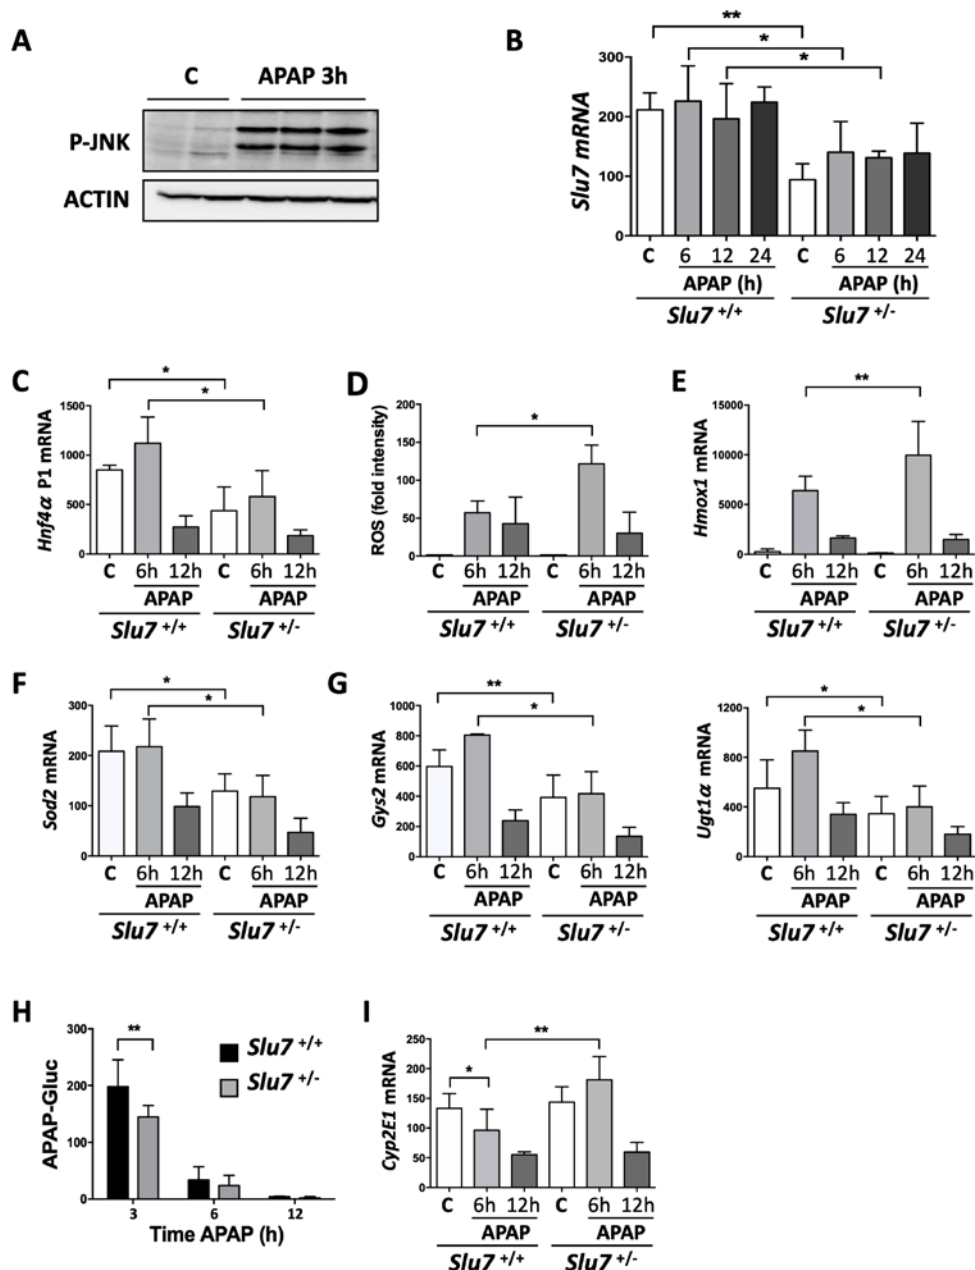 A
C APAP 3h
P-JNK
ACTIN
B
** 
*
*
Slu7 mRNA
300
200
100
0
C 6 12 24 C 6 12 24
APAP (h) APAP (h)
Slu7 +/+ Slu7 +/-
C
*
*
Hnf4α P1 mRNA
1500
1000
500
0
C 6h 12h C 6h 12h
APAP APAP
Slu7 +/+ Slu7 +/-
D
*
ROS (fold intensity)
200
150
100
50
0
C 6h 12h C 6h 12h
APAP APAP
Slu7 +/+ Slu7 +/-
E
**
Hmox1 mRNA
15000
10000
5000
0
C 6h 12h C 6h 12h
APAP APAP
Slu7 +/+ Slu7 +/-
F
*
*
Sod2 mRNA
300
200
100
0
C 6h 12h C 6h 12h
APAP APAP
Slu7 +/+ Slu7 +/-
G
**
*
Gys2 mRNA
1000
800
600
400
200
0
C 6h 12h C 6h 12h
APAP APAP
Slu7 +/+ Slu7 +/-
*
*
Ugt1α mRNA
1200
800
400
0
C 6h 12h C 6h 12h
APAP APAP
Slu7 +/+ Slu7 +/-
H
**
Slu7 +/+
Slu7 +/-
APAP-Gluc
300
200
100
0
3 6 12
Time APAP (h)
I
**
*
Cyp2E1 mRNA
250
200
150
100
50
0
C 6h 12h C 6h 12h
APAP APAP
Slu7 +/+ Slu7 +/-